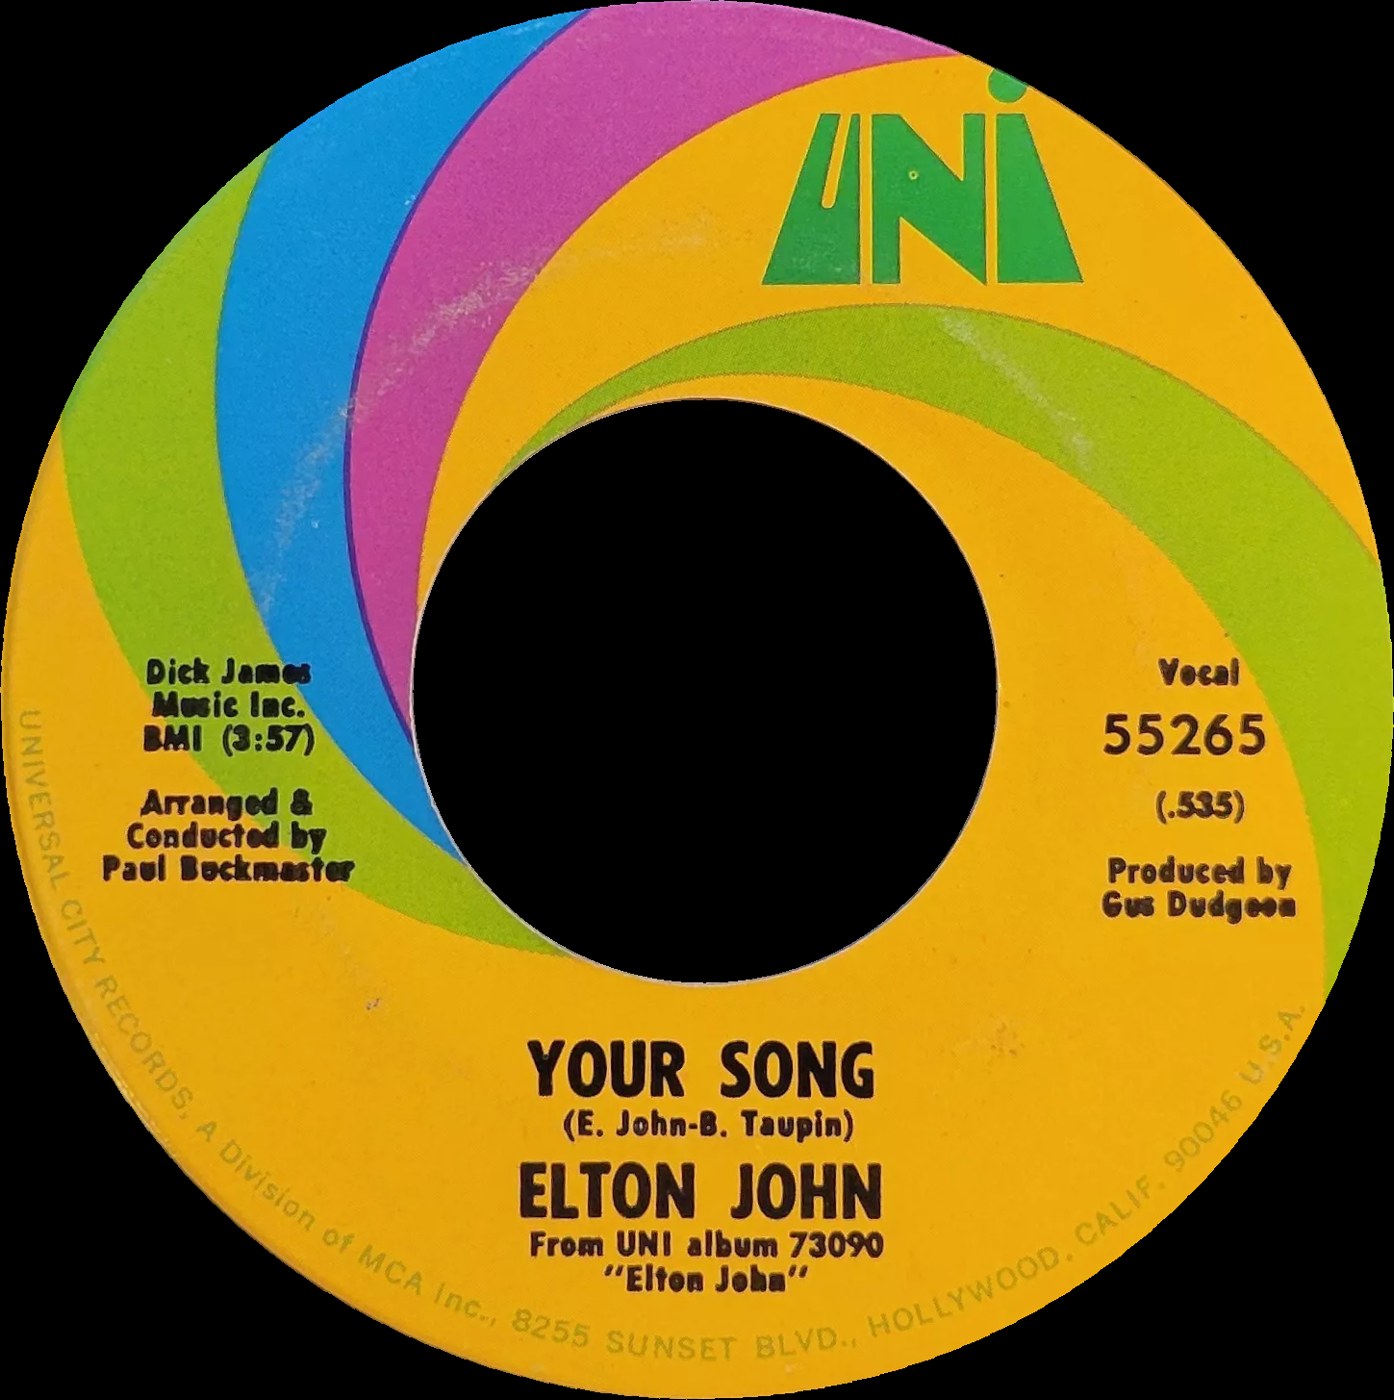 UNI
Dick James
Music Inc.
BMI (3:57)
Arranged &
Conducted by
Paul Buckmaster
Vocal
55265
(.535)
Produced by
Gus Dudgeon
YOUR SONG
(E. John-B. Taupin)
ELTON JOHN
From UNI album 73090
"Elton John"
UNIVERSAL CITY RECORDS, A Division of MCA Inc., 8255 SUNSET BLVD., HOLLYWOOD, CALIF. 90046 U.S.A.